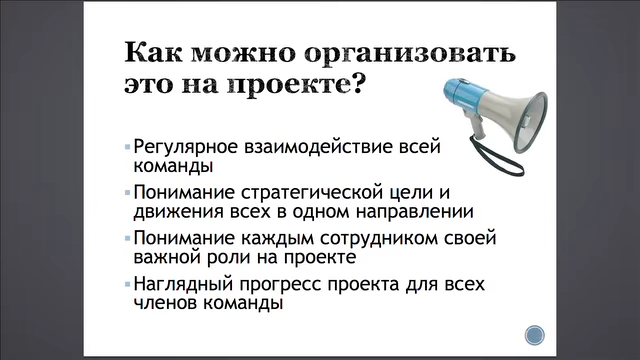 Как можно организовать
это на проекте?
Регулярное взаимодействие всей
команды
Понимание стратегической цели и
движения всех в одном направлении
Понимание каждым сотрудником своей
важной роли на проекте
Наглядный прогресс проекта для всех
членов команды